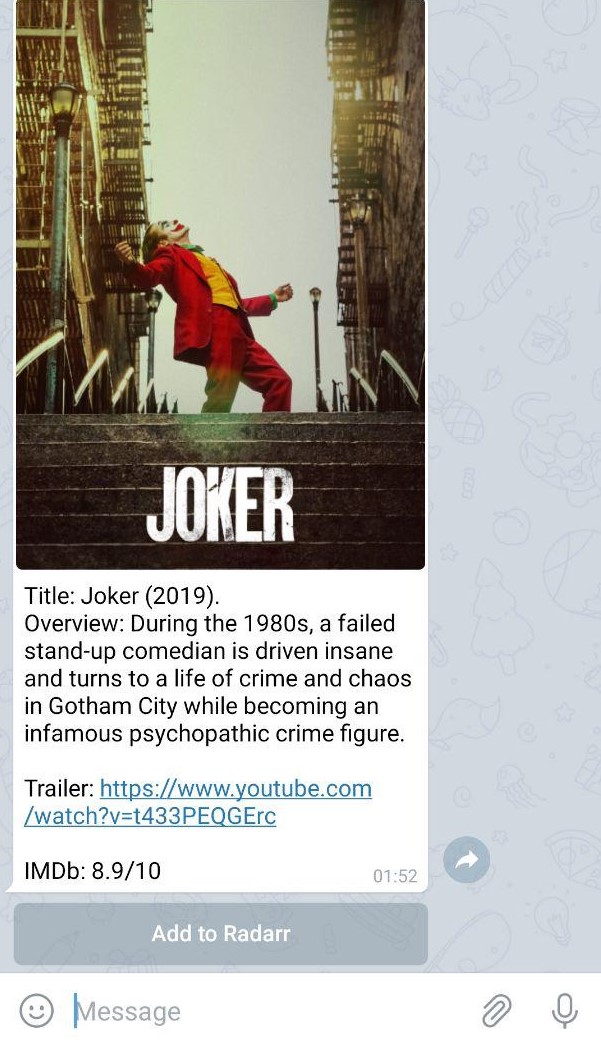 JOKER
Title: Joker (2019).
Overview: During the 1980s, a failed
stand-up comedian is driven insane
and turns to a life of crime and chaos
in Gotham City while becoming an
infamous psychopathic crime figure.
Trailer: https://www.youtube.com
/watch?v=t433PEQGErc
IMDb: 8.9/10
01:52
Add to Radarr
Message